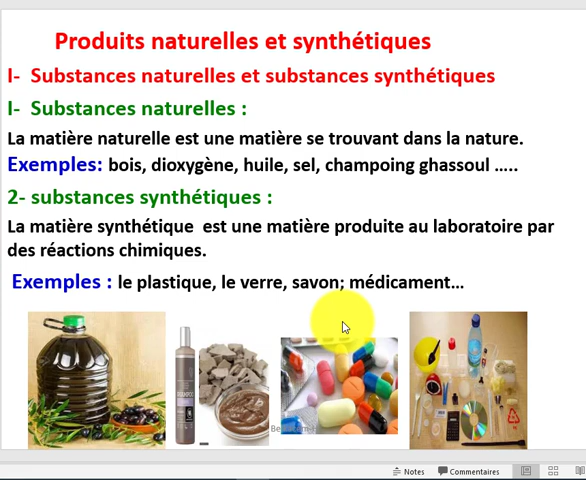 Produits naturelles et synthétiques
I- Substances naturelles et substances synthétiques
I- Substances naturelles :
La matière naturelle est une matière se trouvant dans la nature.
Exemples: bois, dioxygène, huile, sel, champoing ghassoul …..
2- substances synthétiques :
La matière synthétique est une matière produite au laboratoire par
des réactions chimiques.
Exemples : le plastique, le verre, savon; médicament…
Notes
Commentaires